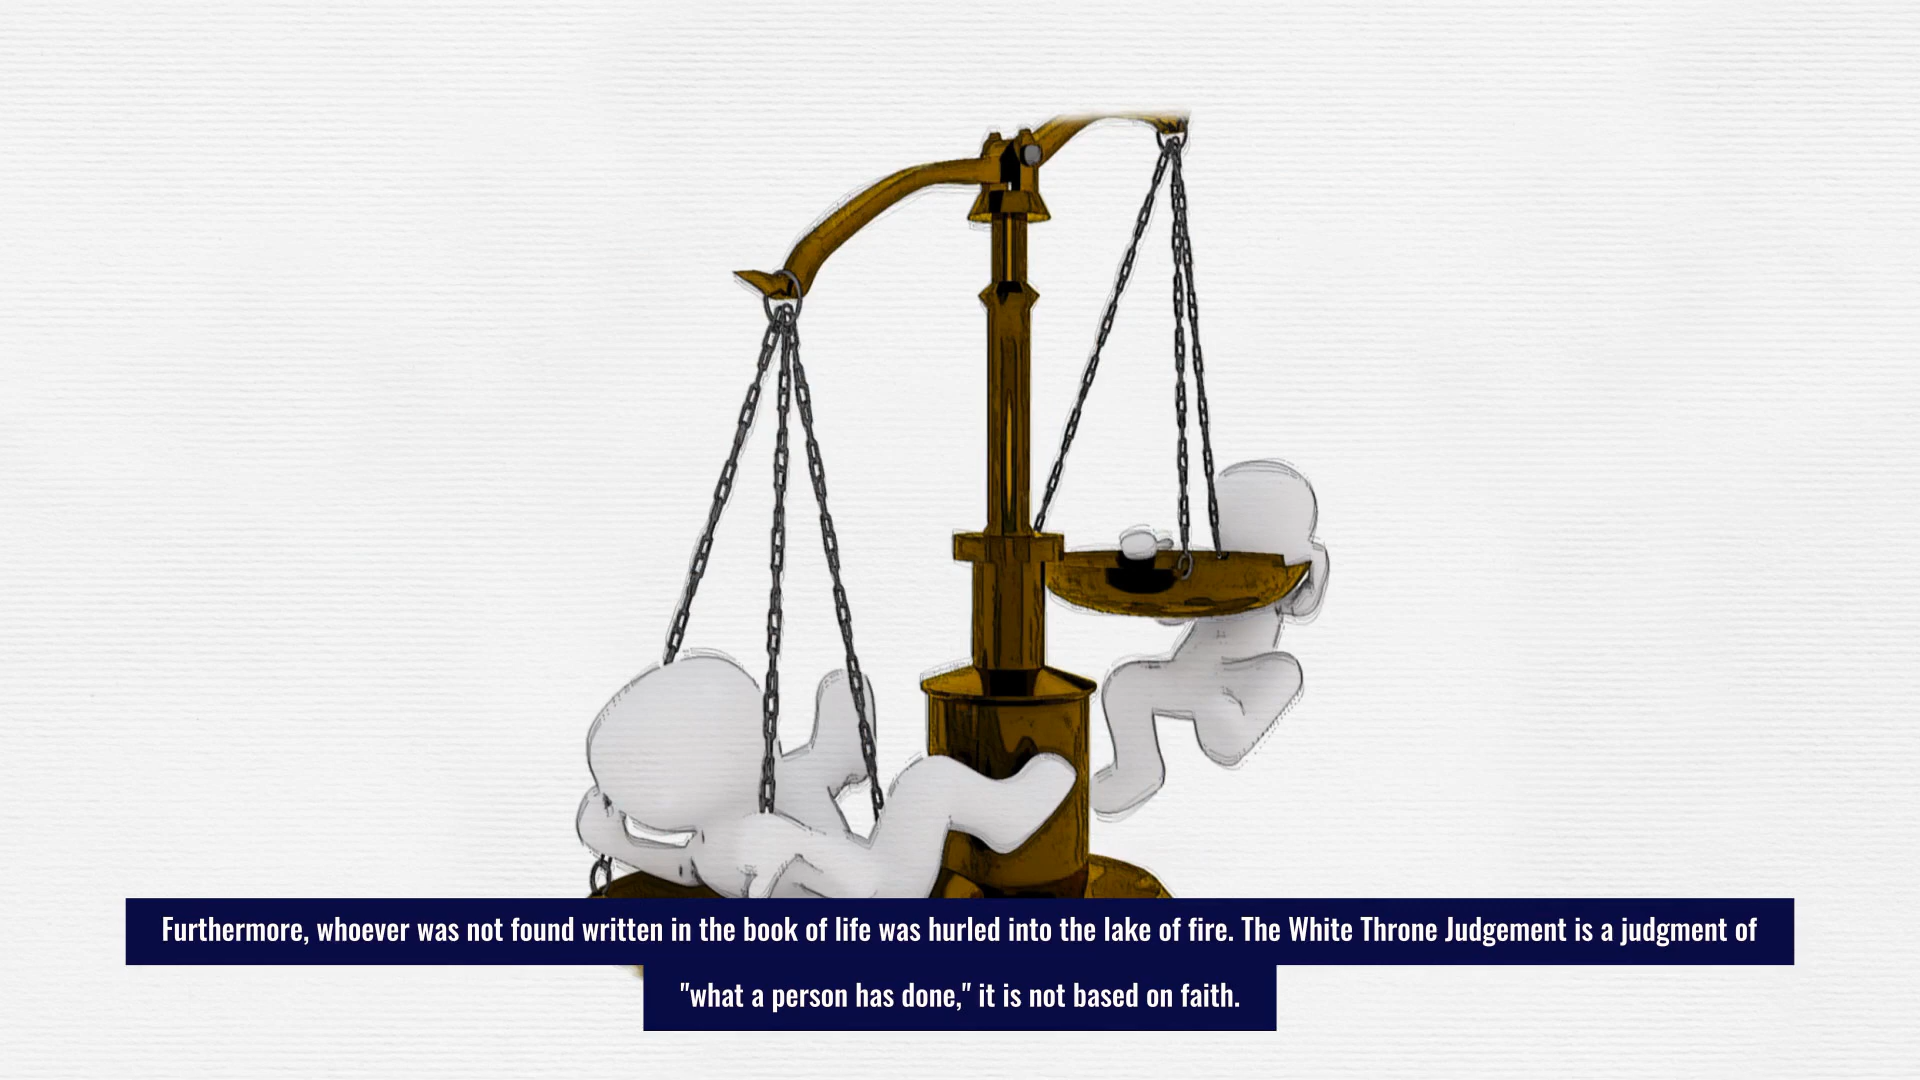 Furthermore, whoever was not found written in the book of life was hurled into the lake of fire. The White Throne Judgement is a judgment of
"what a person has done," it is not based on faith.